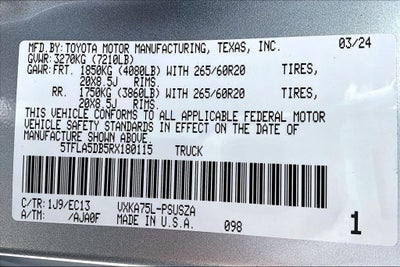 MFD.BY: TOYOTA MOTOR MANUFACTURING, TEXAS, INC. 03/24
GVWR: 3270KG (7210LB)
GAWR: FRT. 1850KG (4080LB) WITH 265/60R20 TIRES,
20X8.5J RIMS
RR. 1750KG (3860LB) WITH 265/60R20 TIRES,
20X8.5J RIMS
THIS VEHICLE CONFORMS TO ALL APPLICABLE FEDERAL MOTOR
VEHICLE SAFETY STANDARDS IN EFFECT ON THE DATE OF
MANUFACTURE SHOWN ABOVE.
5TFLA5DB5RX180115 TRUCK
C/TR: 1J9/EC13 VXKA75L-PSUSZA
A/TM: /AJA0F MADE IN U.S.A. 098 1